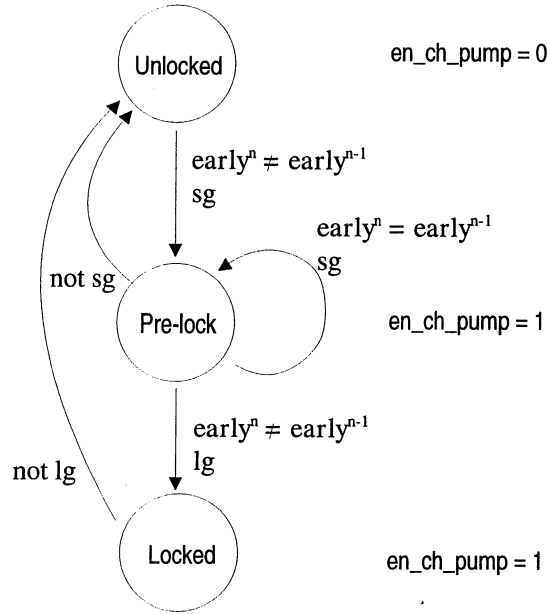 Unlocked
en_ch_pump = 0
earlyⁿ ≠ earlyⁿ⁻¹
sg
earlyⁿ = earlyⁿ⁻¹
sg
not sg
Pre-lock
en_ch_pump = 1
earlyⁿ ≠ earlyⁿ⁻¹
lg
not lg
Locked
en_ch_pump = 1